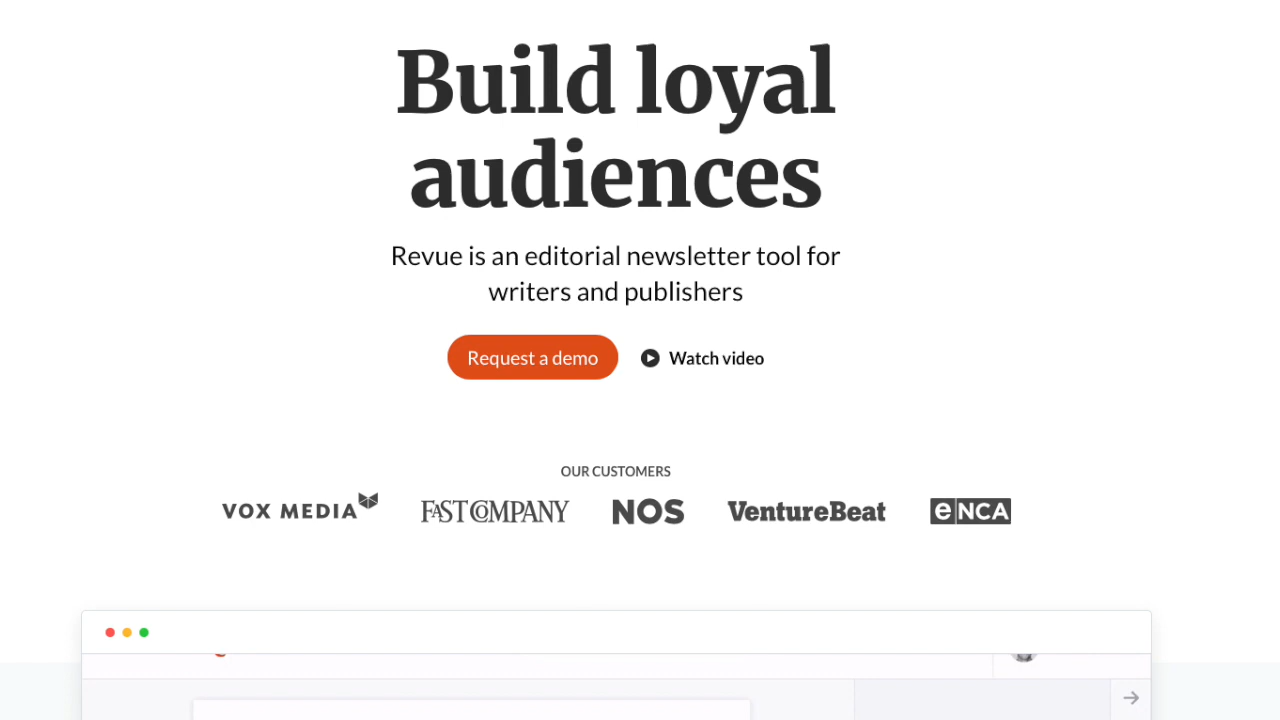 Build loyal
audiences
Revue is an editorial newsletter tool for
writers and publishers
Request a demo
Watch video
OUR CUSTOMERS
VOX MEDIA
FAST COMPANY
NOS
VentureBeat
eNCA